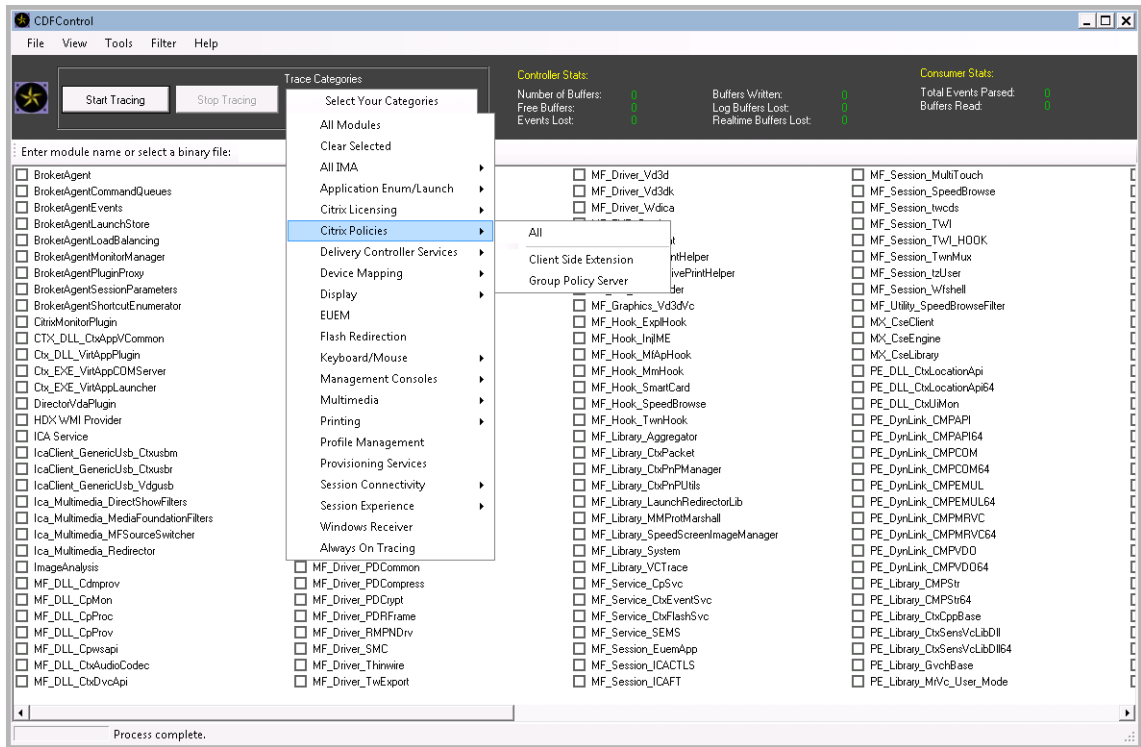 CDFControl
File View Tools Filter Help
Trace Categories
Start Tracing
Stop Tracing
Select Your Categories
Controller Stats:
Number of Buffers: 0
Free Buffers: 0
Events Lost: 0
Buffers Written: 0
Log Buffers Lost: 0
Realtime Buffers Lost: 0
Consumer Stats:
Total Events Parsed: 0
Buffers Read: 0
Enter module name or select a binary file:
All Modules
Clear Selected
All IMA
Application Enum/Launch
Citrix Licensing
Citrix Policies
Delivery Controller Services
Device Mapping
Display
EUEM
Flash Redirection
Keyboard/Mouse
Management Consoles
Multimedia
Printing
Profile Management
Provisioning Services
Session Connectivity
Session Experience
Windows Receiver
Always On Tracing
All
Client Side Extension
Group Policy Server
BrokerAgent
BrokerAgentCommandQueues
BrokerAgentEvents
BrokerAgentLaunchStore
BrokerAgentLoadBalancing
BrokerAgentMonitorManager
BrokerAgentPluginProxy
BrokerAgentSessionParameters
BrokerAgentShortcutEnumerator
CitrixMonitorPlugin
CTX_DLL_CtxAppVCommon
Ctx_DLL_VirtAppPlugin
Ctx_EXE_VirtAppCOMServer
Ctx_EXE_VirtAppLauncher
DirectorVdaPlugin
HDX WMI Provider
ICA Service
IcaClient_GenericUsb_Ctxusbm
IcaClient_GenericUsb_Ctxusbr
IcaClient_GenericUsb_Vdgusb
Ica_Multimedia_DirectShowFilters
Ica_Multimedia_MediaFoundationFilters
Ica_Multimedia_MFSourceSwitcher
Ica_Multimedia_Redirector
ImageAnalysis
MF_DLL_Cdmprov
MF_DLL_CpMon
MF_DLL_CpProc
MF_DLL_CpProv
MF_DLL_Cpwsapi
MF_DLL_CtxAudioCodec
MF_DLL_CtxDvcApi
MF_Driver_PDCommon
MF_Driver_PDCompress
MF_Driver_PDCrypt
MF_Driver_PDRFrame
MF_Driver_RMPNDrv
MF_Driver_SMC
MF_Driver_Thinwire
MF_Driver_TwExport
MF_Driver_Vd3d
MF_Driver_Vd3dk
MF_Driver_Wdica
ntHelper
ivePrintHelper
der
MF_Graphics_Vd3dVc
MF_Hook_ExplHook
MF_Hook_InjIME
MF_Hook_MfApHook
MF_Hook_MmHook
MF_Hook_SmartCard
MF_Hook_SpeedBrowse
MF_Hook_TwnHook
MF_Library_Aggregator
MF_Library_CtxPacket
MF_Library_CtxPnPManager
MF_Library_CtxPnPUtils
MF_Library_LaunchRedirectorLib
MF_Library_MMProtMarshall
MF_Library_SpeedScreenImageManager
MF_Library_System
MF_Library_VCTrace
MF_Service_CpSvc
MF_Service_CtxEventSvc
MF_Service_CtxFlashSvc
MF_Service_SEMS
MF_Session_EuemApp
MF_Session_ICACTLS
MF_Session_ICAFT
MF_Session_MultiTouch
MF_Session_SpeedBrowse
MF_Session_twcds
MF_Session_TWI
MF_Session_TWI_HOOK
MF_Session_TwnMux
MF_Session_tzUser
MF_Session_Wfshell
MF_Utility_SpeedBrowseFilter
MX_CseClient
MX_CseEngine
MX_CseLibrary
PE_DLL_CtxLocationApi
PE_DLL_CtxLocationApi64
PE_DLL_CtxUiMon
PE_DynLink_CMPAPI
PE_DynLink_CMPAPI64
PE_DynLink_CMPCOM
PE_DynLink_CMPCOM64
PE_DynLink_CMPEMUL
PE_DynLink_CMPEMUL64
PE_DynLink_CMPMRVC
PE_DynLink_CMPMRVC64
PE_DynLink_CMPVDO
PE_DynLink_CMPVDO64
PE_Library_CMPStr
PE_Library_CMPStr64
PE_Library_CtxCppBase
PE_Library_CtxSensVcLibDll
PE_Library_CtxSensVcLibDll64
PE_Library_GvchBase
PE_Library_MrVc_User_Mode
Process complete.